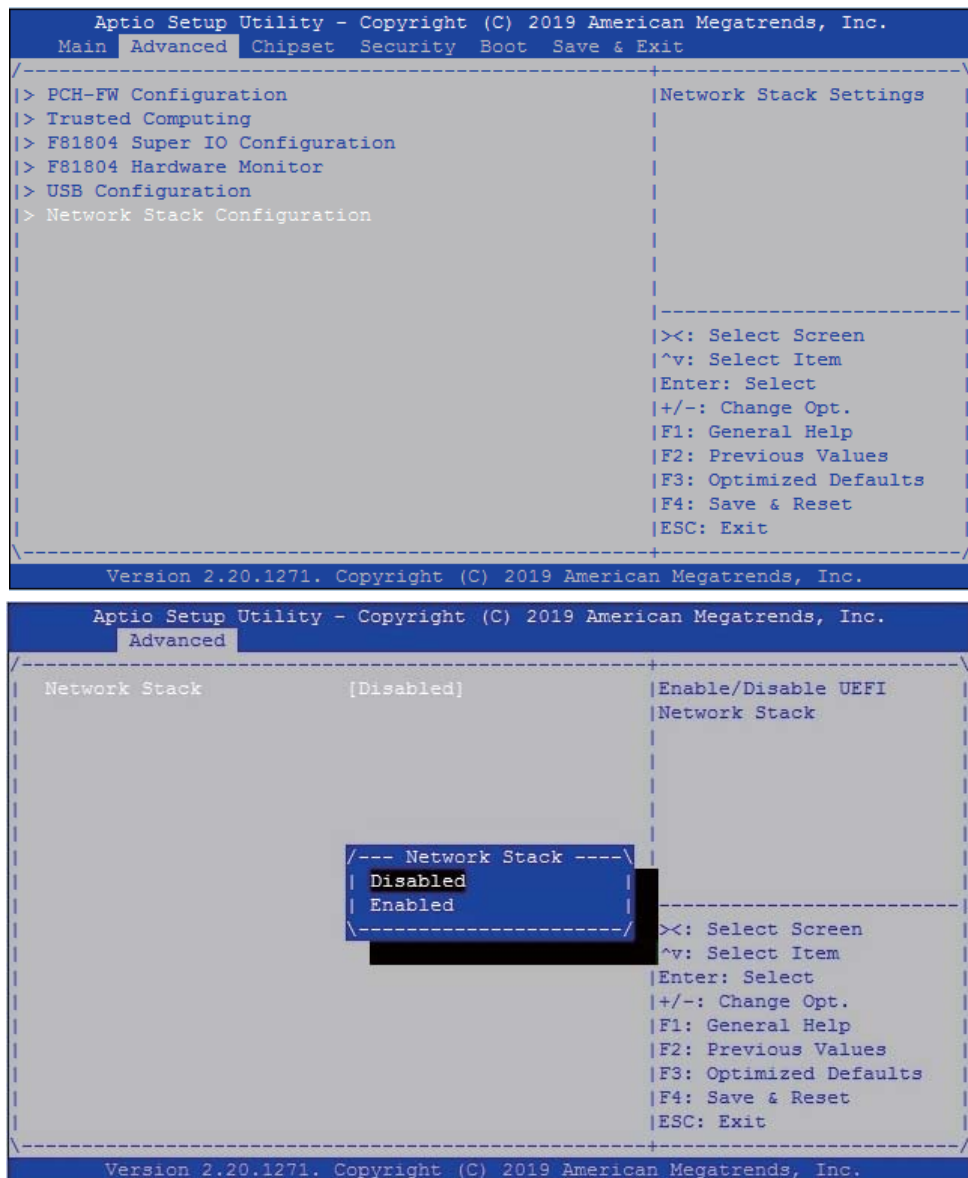 Aptio Setup Utility - Copyright (C) 2019 American Megatrends, Inc.
Main Advanced Chipset Security Boot Save & Exit
/----------------------------------------------------+-------------------------\
|> PCH-FW Configuration |Network Stack Settings |
|> Trusted Computing | |
|> F81804 Super IO Configuration | |
|> F81804 Hardware Monitor | |
|> USB Configuration | |
|> Network Stack Configuration | |
|-------------------------|
|><: Select Screen |
|^v: Select Item |
|Enter: Select |
|+/-: Change Opt. |
|F1: General Help |
|F2: Previous Values |
|F3: Optimized Defaults |
|F4: Save & Reset |
|ESC: Exit |
\----------------------------------------------------+-------------------------/
Version 2.20.1271. Copyright (C) 2019 American Megatrends, Inc.
Aptio Setup Utility - Copyright (C) 2019 American Megatrends, Inc.
Advanced
/----------------------------------------------------+-------------------------\
| Network Stack [Disabled] |Enable/Disable UEFI |
|Network Stack |
/--- Network Stack ----\
| Disabled |
| Enabled |
\----------------------/
|-------------------------|
><: Select Screen |
^v: Select Item |
|Enter: Select |
|+/-: Change Opt. |
|F1: General Help |
|F2: Previous Values |
|F3: Optimized Defaults |
|F4: Save & Reset |
|ESC: Exit |
\----------------------------------------------------+-------------------------/
Version 2.20.1271. Copyright (C) 2019 American Megatrends, Inc.